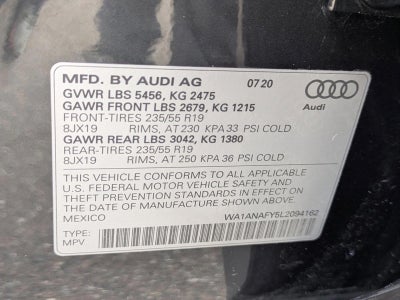 MFD. BY AUDI AG 07 20
GVWR LBS 5456, KG 2475
GAWR FRONT LBS 2679, KG 1215
FRONT-TIRES 235/55 R19
8JX19 RIMS, AT 230 KPA 33 PSI COLD
GAWR REAR LBS 3042, KG 1380
REAR-TIRES 235/55 R19
8JX19 RIMS, AT 250 KPA 36 PSI COLD
Audi
THIS VEHICLE CONFORMS TO ALL APPLICABLE
U.S. FEDERAL MOTOR VEHICLE SAFETY AND
THEFT PREVENTION STANDARDS IN EFFECT ON
THE DATE OF MANUFACTURE SHOWN ABOVE.
MEXICO
WA1ANAFY5L2094162
TYPE:
MPV